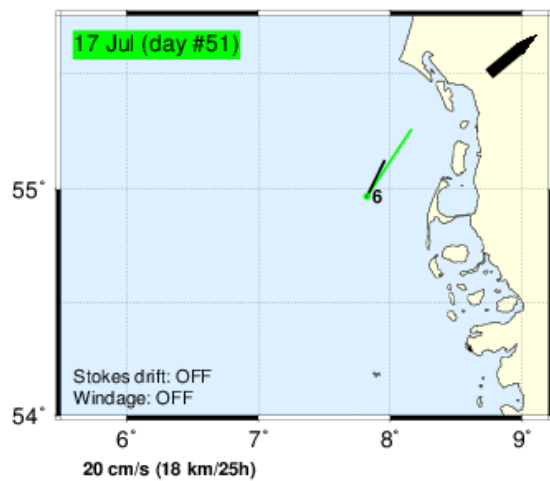 17 Jul (day #51)
55°
6
Stokes drift: OFF
Windage: OFF
54°
6° 7° 8° 9°
20 cm/s (18 km/25h)